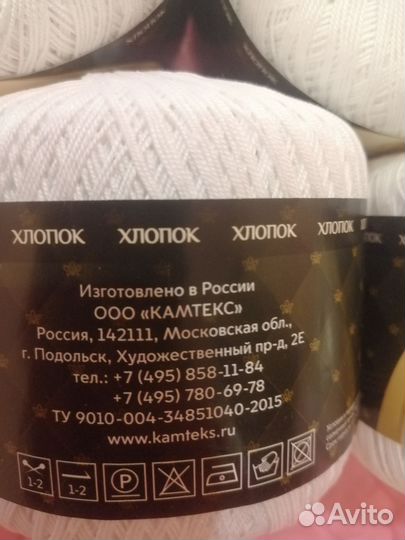 ХЛОПОК
ХЛОПОК ХЛОПОК ХЛОПОК ХЛОПОК
Изготовлено в России
ООО «КАМТЕКС»
Россия, 142111, Московская обл.,
г. Подольск, Художественный пр-д, 2Е
тел.: +7 (495) 858-11-84
+7 (495) 780-69-78
ТУ 9010-004-34851040-2015
www.kamteks.ru
1-2 1-2 P
Avito